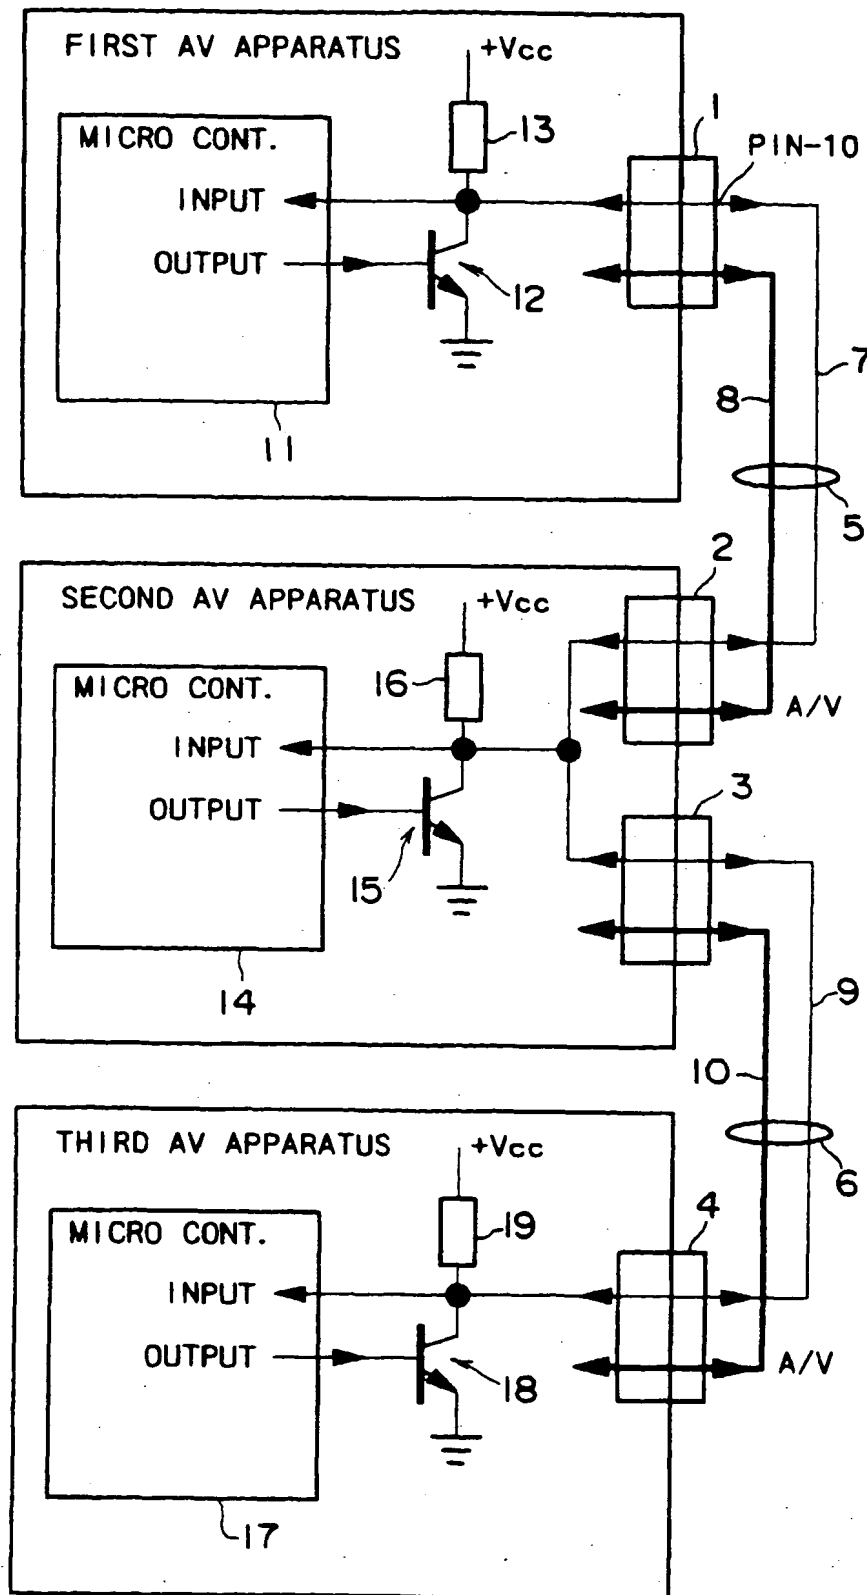 FIRST AV APPARATUS
+Vcc
MICRO CONT.
13
1
PIN-10
INPUT
OUTPUT
12
7
8
11
5
2
SECOND AV APPARATUS
+Vcc
MICRO CONT.
16
A/V
INPUT
3
OUTPUT
15
14
9
10
THIRD AV APPARATUS
+Vcc
6
MICRO CONT.
19
4
INPUT
OUTPUT
18
A/V
17